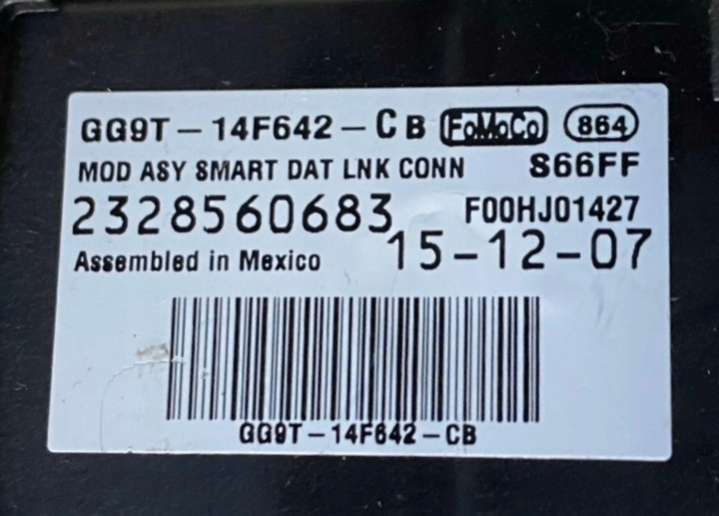 GG9T-14F642-CB FoMoCo 864
MOD ASY SMART DAT LNK CONN S66FF
2328560683 F00HJ01427
Assembled in Mexico 15-12-07
GG9T-14F642-CB